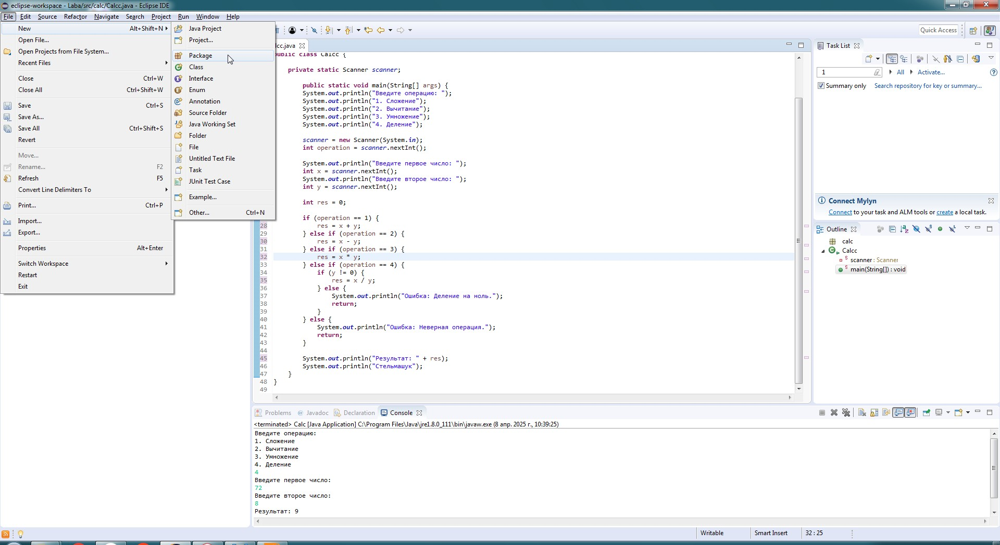 eclipse-workspace - Laba/src/calc/Calcc.java - Eclipse IDE
File Edit Source Refactor Navigate Search Project Run Window Help
New Alt+Shift+N
Open File...
Open Projects from File System...
Recent Files
Close Ctrl+W
Close All Ctrl+Shift+W
Save Ctrl+S
Save As...
Save All Ctrl+Shift+S
Revert
Move...
Rename... F2
Refresh F5
Convert Line Delimiters To
Print... Ctrl+P
Import...
Export...
Properties Alt+Enter
Switch Workspace
Restart
Exit
Java Project
Project...
Package
Class
Interface
Enum
Annotation
Source Folder
Java Working Set
Folder
File
Untitled Text File
Task
JUnit Test Case
Example...
Other... Ctrl+N
Quick Access
lcc.java
public class Calcc {
private static Scanner scanner;
public static void main(String[] args) {
System.out.println("Введите операцию: ");
System.out.println("1. Сложение");
System.out.println("2. Вычитание");
System.out.println("3. Умножение");
System.out.println("4. Деление");
scanner = new Scanner(System.in);
int operation = scanner.nextInt();
System.out.println("Введите первое число: ");
int x = scanner.nextInt();
System.out.println("Введите второе число: ");
int y = scanner.nextInt();
int res = 0;
if (operation == 1) {
28 res = x + y;
29 } else if (operation == 2) {
30 res = x - y;
31 } else if (operation == 3) {
32 res = x * y;
33 } else if (operation == 4) {
34 if (y != 0) {
35 res = x / y;
36 } else {
37 System.out.println("Ошибка: Деление на ноль.");
38 return;
39 }
40 } else {
41 System.out.println("Ошибка: Неверная операция.");
42 return;
43 }
44
45 System.out.println("Результат: " + res);
46 System.out.println("Стельмашук");
47 }
48 }
49
Task List
1 All Activate...
Summary only Search repository for key or summary...
Connect Mylyn
Connect to your task and ALM tools or create a local task.
Outline
calc
Calcc
scanner : Scanner
main(String[]) : void
Problems Javadoc Declaration Console
<terminated> Calc [Java Application] C:\Program Files\Java\jre1.8.0_111\bin\javaw.exe (8 апр. 2025 г., 10:39:25)
Введите операцию:
1. Сложение
2. Вычитание
3. Умножение
4. Деление
4
Введите первое число:
72
Введите второе число:
8
Результат: 9
Writable Smart Insert 32 : 25